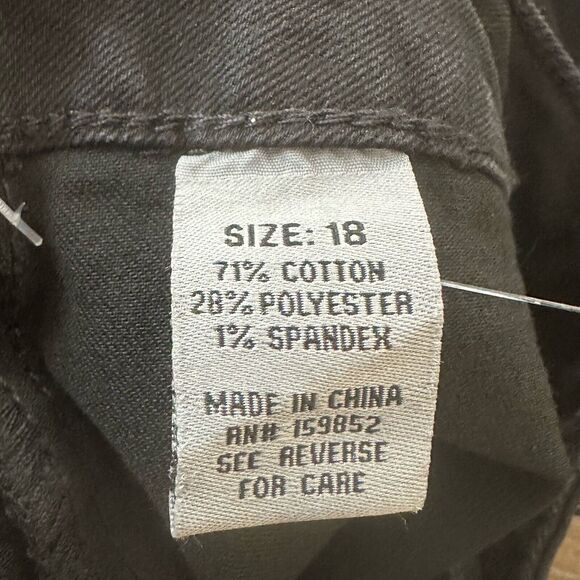 SIZE: 18
71% COTTON
28% POLYESTER
1% SPANDEX
MADE IN CHINA
RN# 159852
SEE REVERSE
FOR CARE